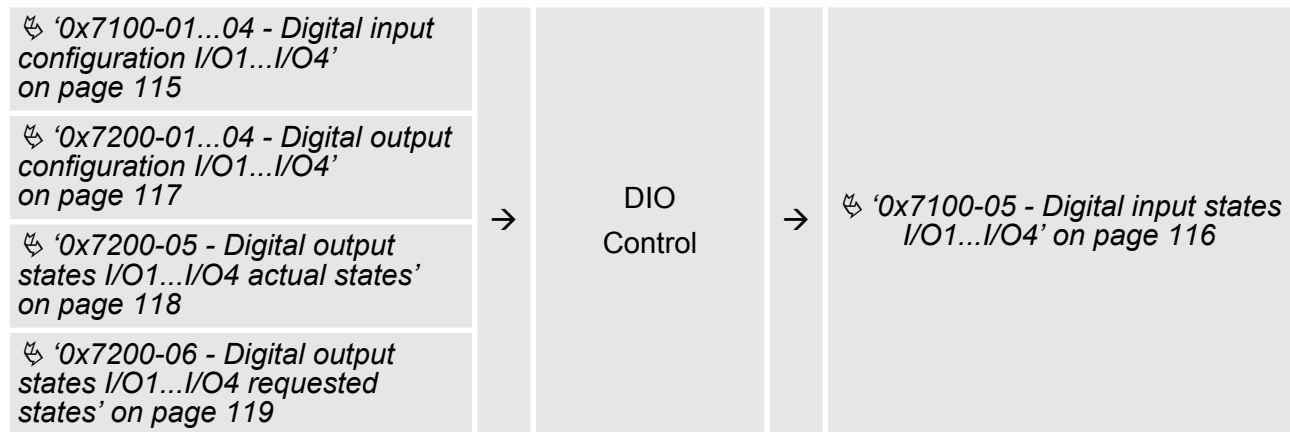 ↳ ‘0x7100-01...04 - Digital input
configuration I/O1...I/O4’
on page 115
↳ ‘0x7200-01...04 - Digital output
configuration I/O1...I/O4’
on page 117
↳ ‘0x7200-05 - Digital output
states I/O1...I/O4 actual states’
on page 118
↳ ‘0x7200-06 - Digital output
states I/O1...I/O4 requested
states’ on page 119
→
DIO
Control
→
↳ ‘0x7100-05 - Digital input states
I/O1...I/O4’ on page 116